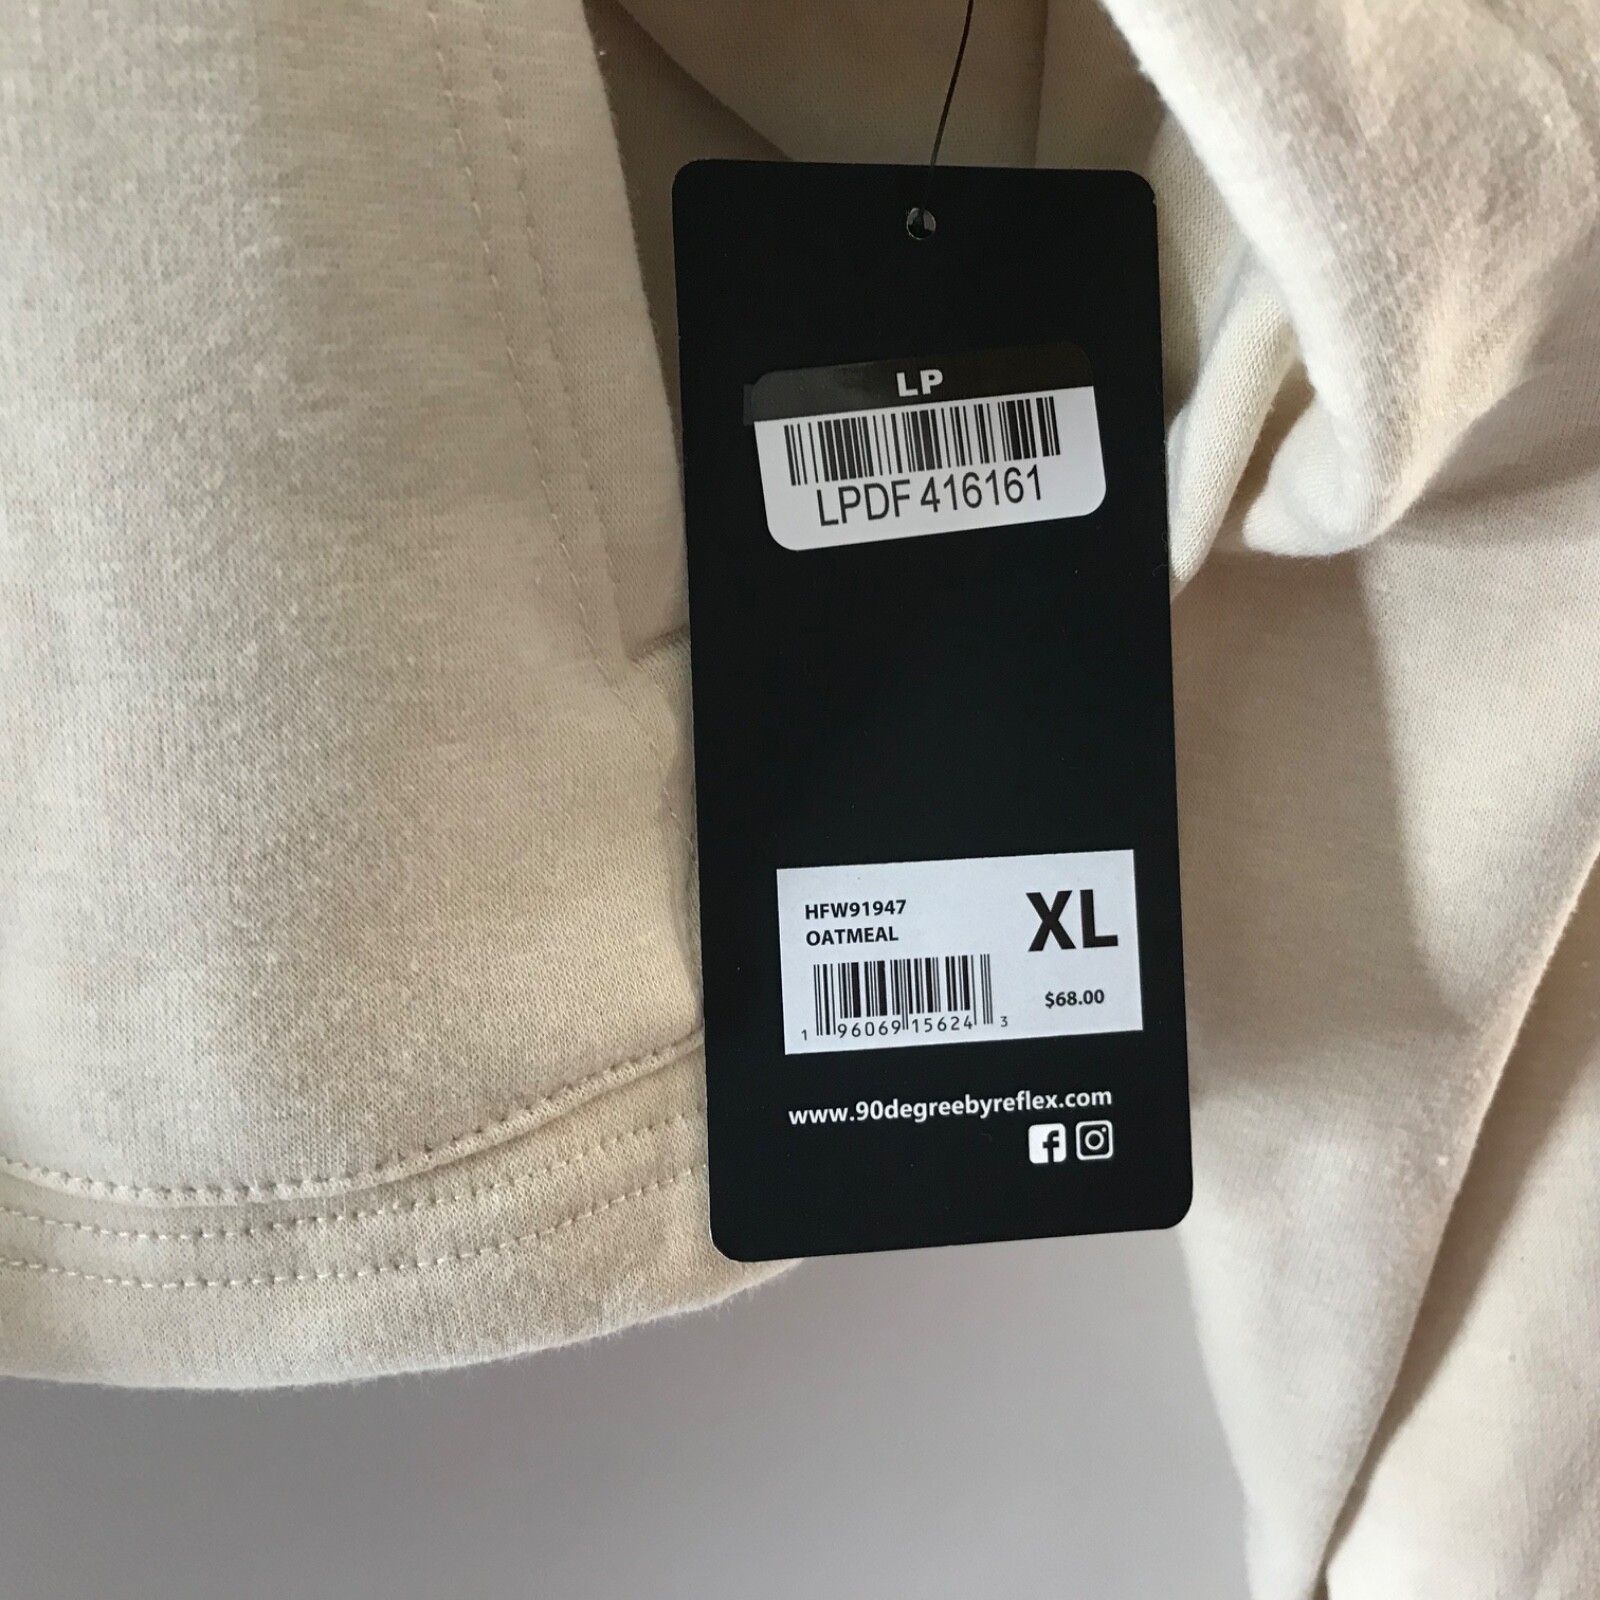 LP
LPDF 416161
HFW91947
OATMEAL
XL
$68.00
1 96069 15624 3
www.90degreebyreflex.com